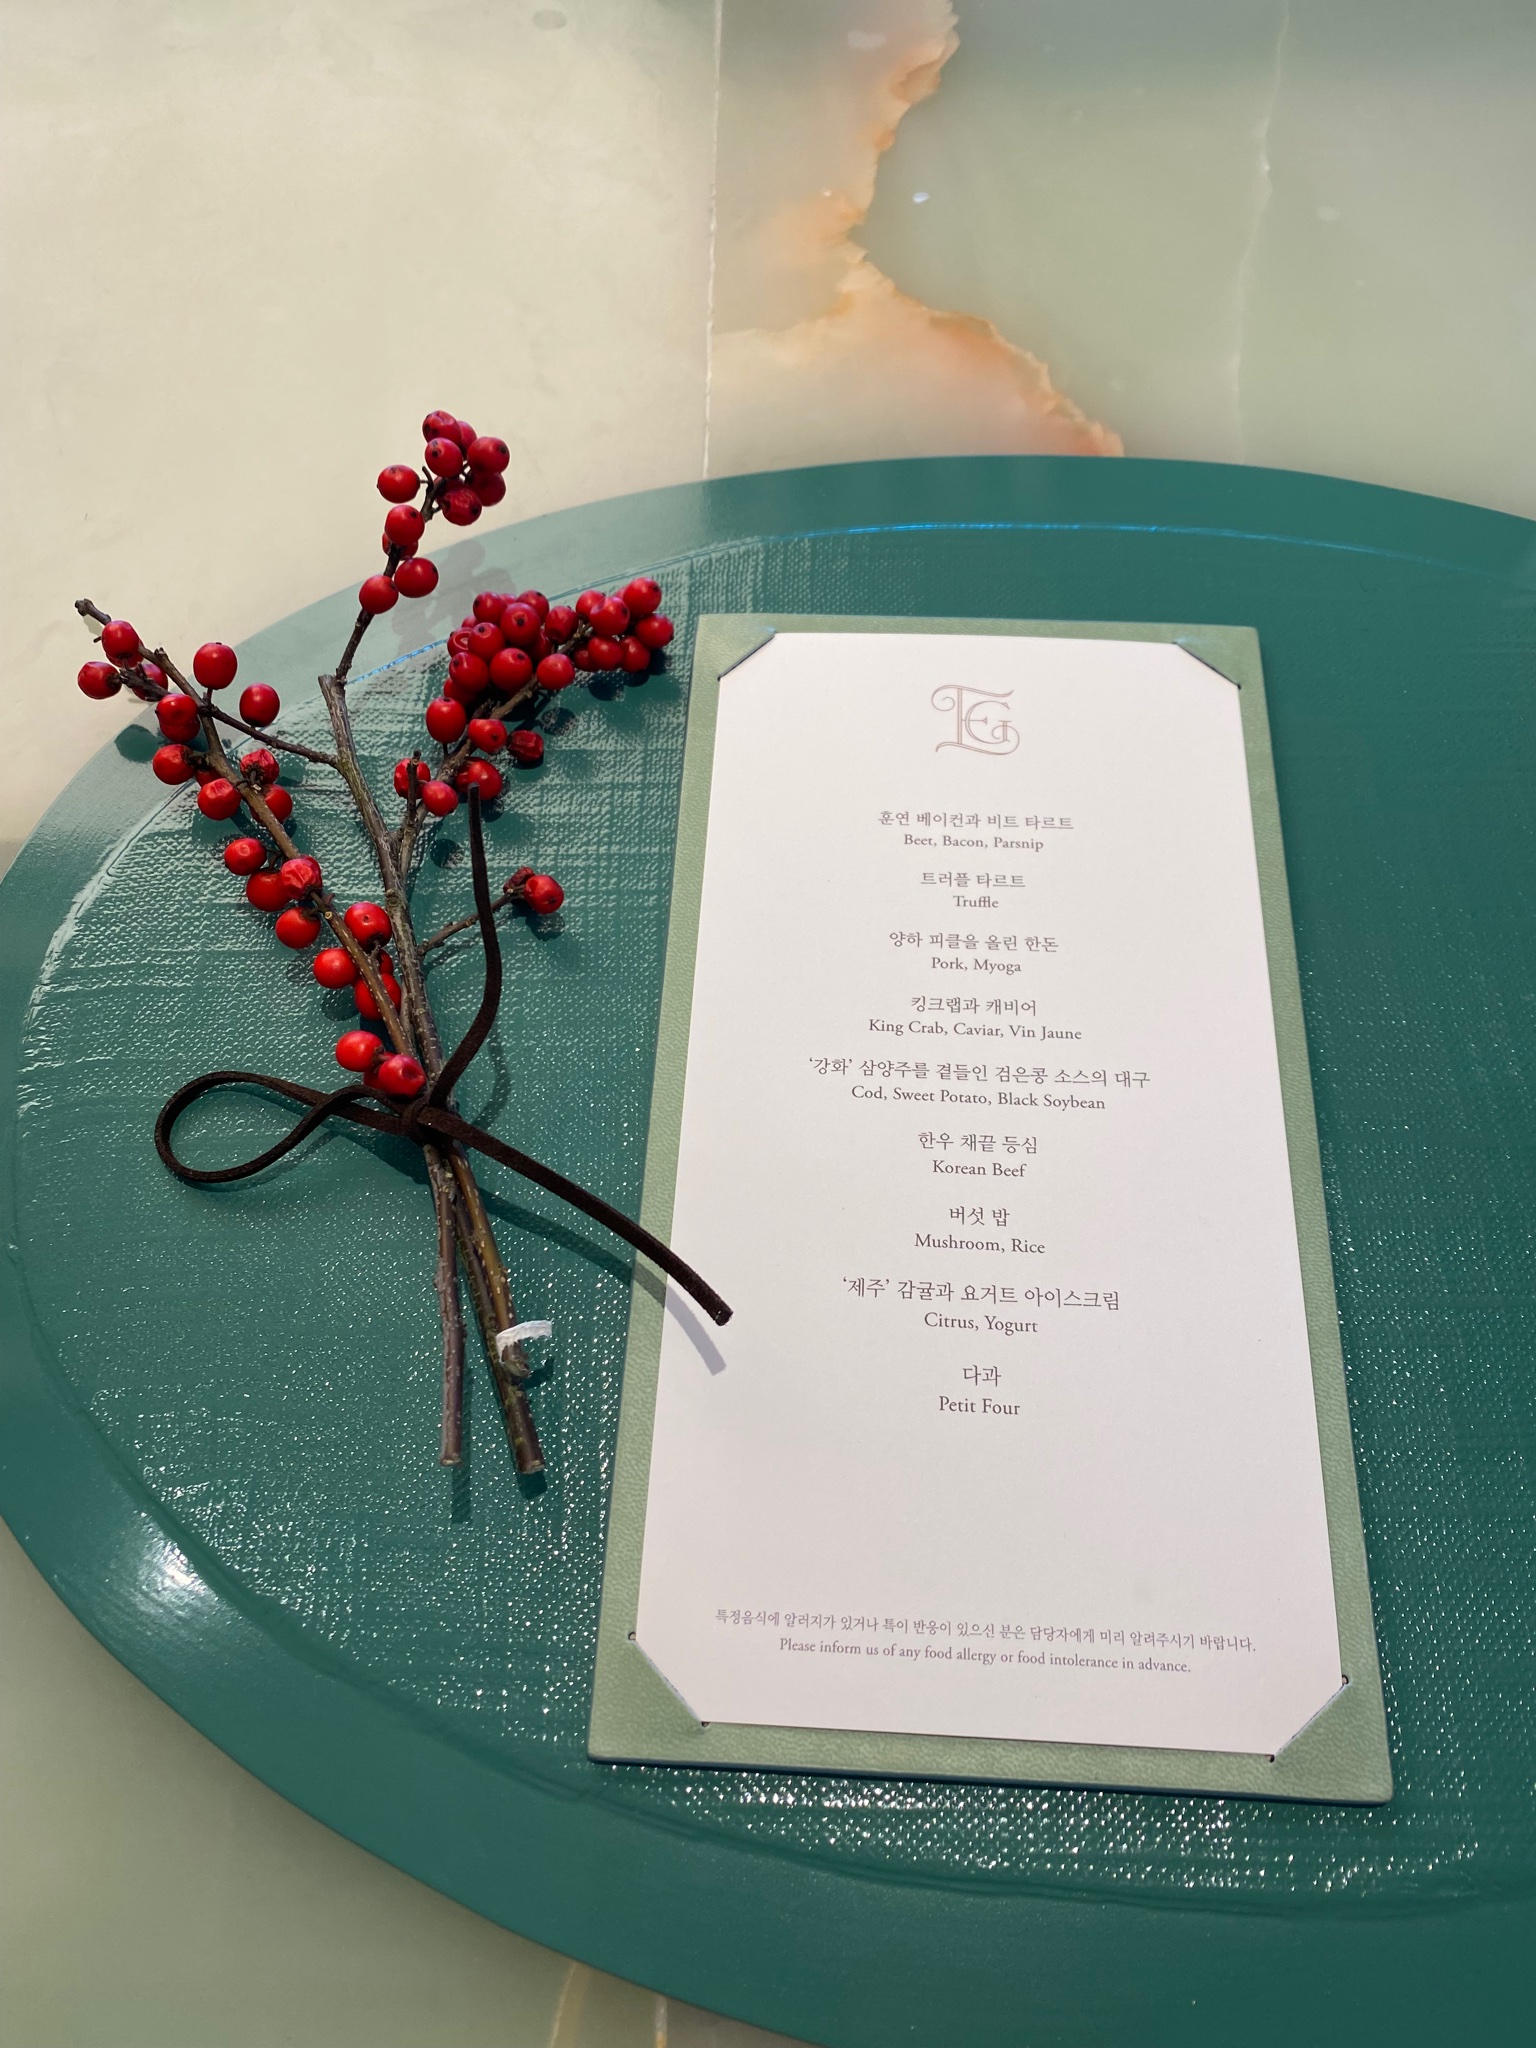 EG
훈연 베이컨과 비트 타르트
Beet, Bacon, Parsnip
트러플 타르트
Truffle
양하 피클을 올린 한돈
Pork, Myoga
킹크랩과 캐비어
King Crab, Caviar, Vin Jaune
‘강화’ 삼양주를 곁들인 검은콩 소스의 대구
Cod, Sweet Potato, Black Soybean
한우 채끝 등심
Korean Beef
버섯 밥
Mushroom, Rice
‘제주’ 감귤과 요거트 아이스크림
Citrus, Yogurt
다과
Petit Four
특정음식에 알러지가 있거나 특이 반응이 있으신 분은 담당자에게 미리 알려주시기 바랍니다.
Please inform us of any food allergy or food intolerance in advance.